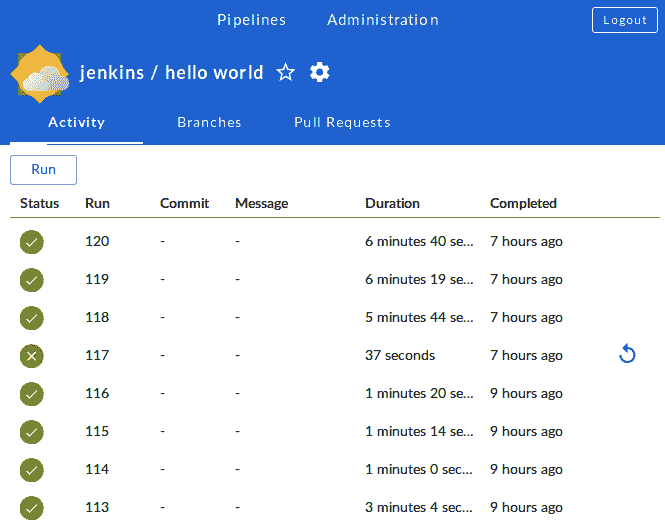 Pipelines Administration Logout
jenkins / hello world
Activity Branches Pull Requests
Run
Status Run Commit Message Duration Completed
120 - - 6 minutes 40 se... 7 hours ago
119 - - 6 minutes 19 se... 7 hours ago
118 - - 5 minutes 44 se... 7 hours ago
117 - - 37 seconds 7 hours ago
116 - - 1 minutes 20 se... 9 hours ago
115 - - 1 minutes 14 se... 9 hours ago
114 - - 1 minutes 0 sec... 9 hours ago
113 - - 3 minutes 4 sec... 9 hours ago